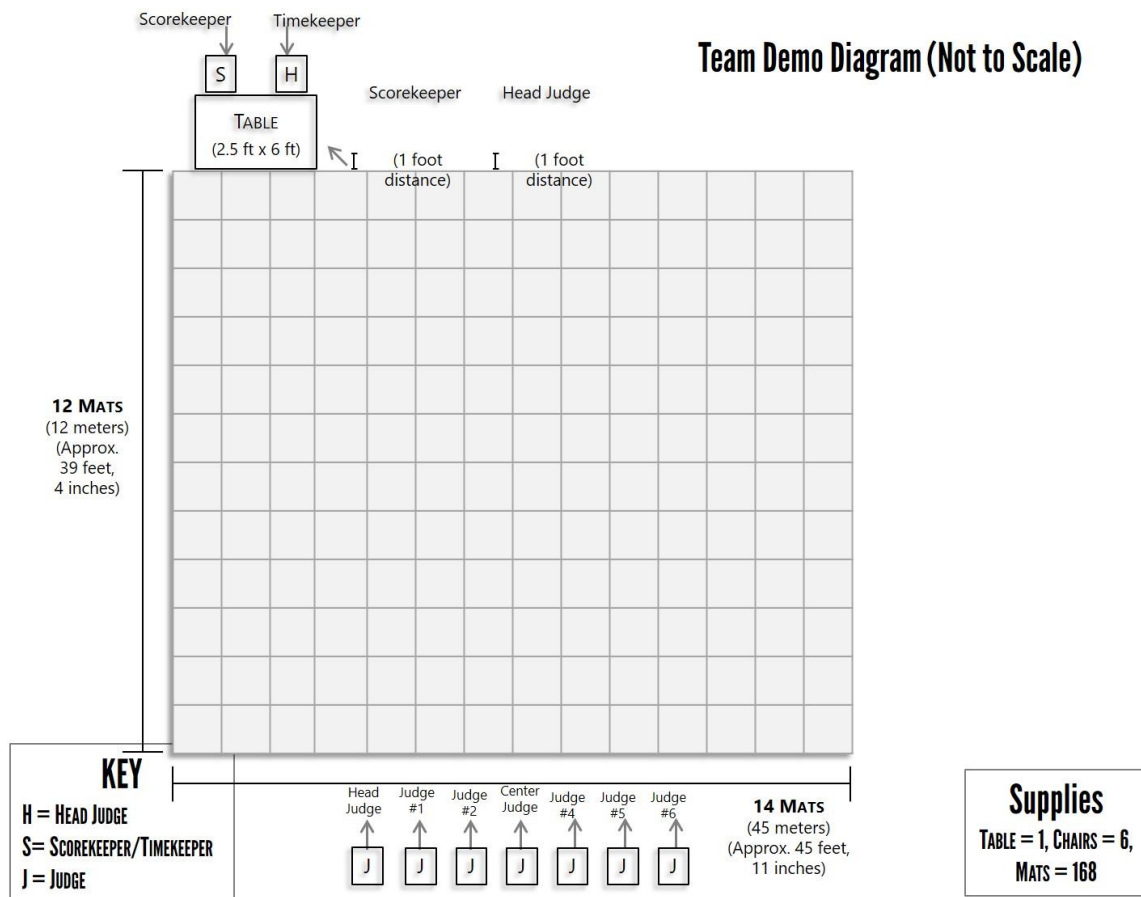 Scorekeeper
Timekeeper
Team Demo Diagram (Not to Scale)
S
H
Scorekeeper
Head Judge
TABLE
(2.5 ft x 6 ft)
(1 foot
distance)
(1 foot
distance)
12 MATS
(12 meters)
(Approx.
39 feet,
4 inches)
KEY
H = HEAD JUDGE
S= SCOREKEEPER/TIMEKEEPER
J = JUDGE
Head
Judge
Judge
#1
Judge
#2
Center
Judge
Judge
#4
Judge
#5
Judge
#6
J
J
J
J
J
J
J
14 MATS
(45 meters)
(Approx. 45 feet,
11 inches)
Supplies
TABLE = 1, CHAIRS = 6,
MATS = 168